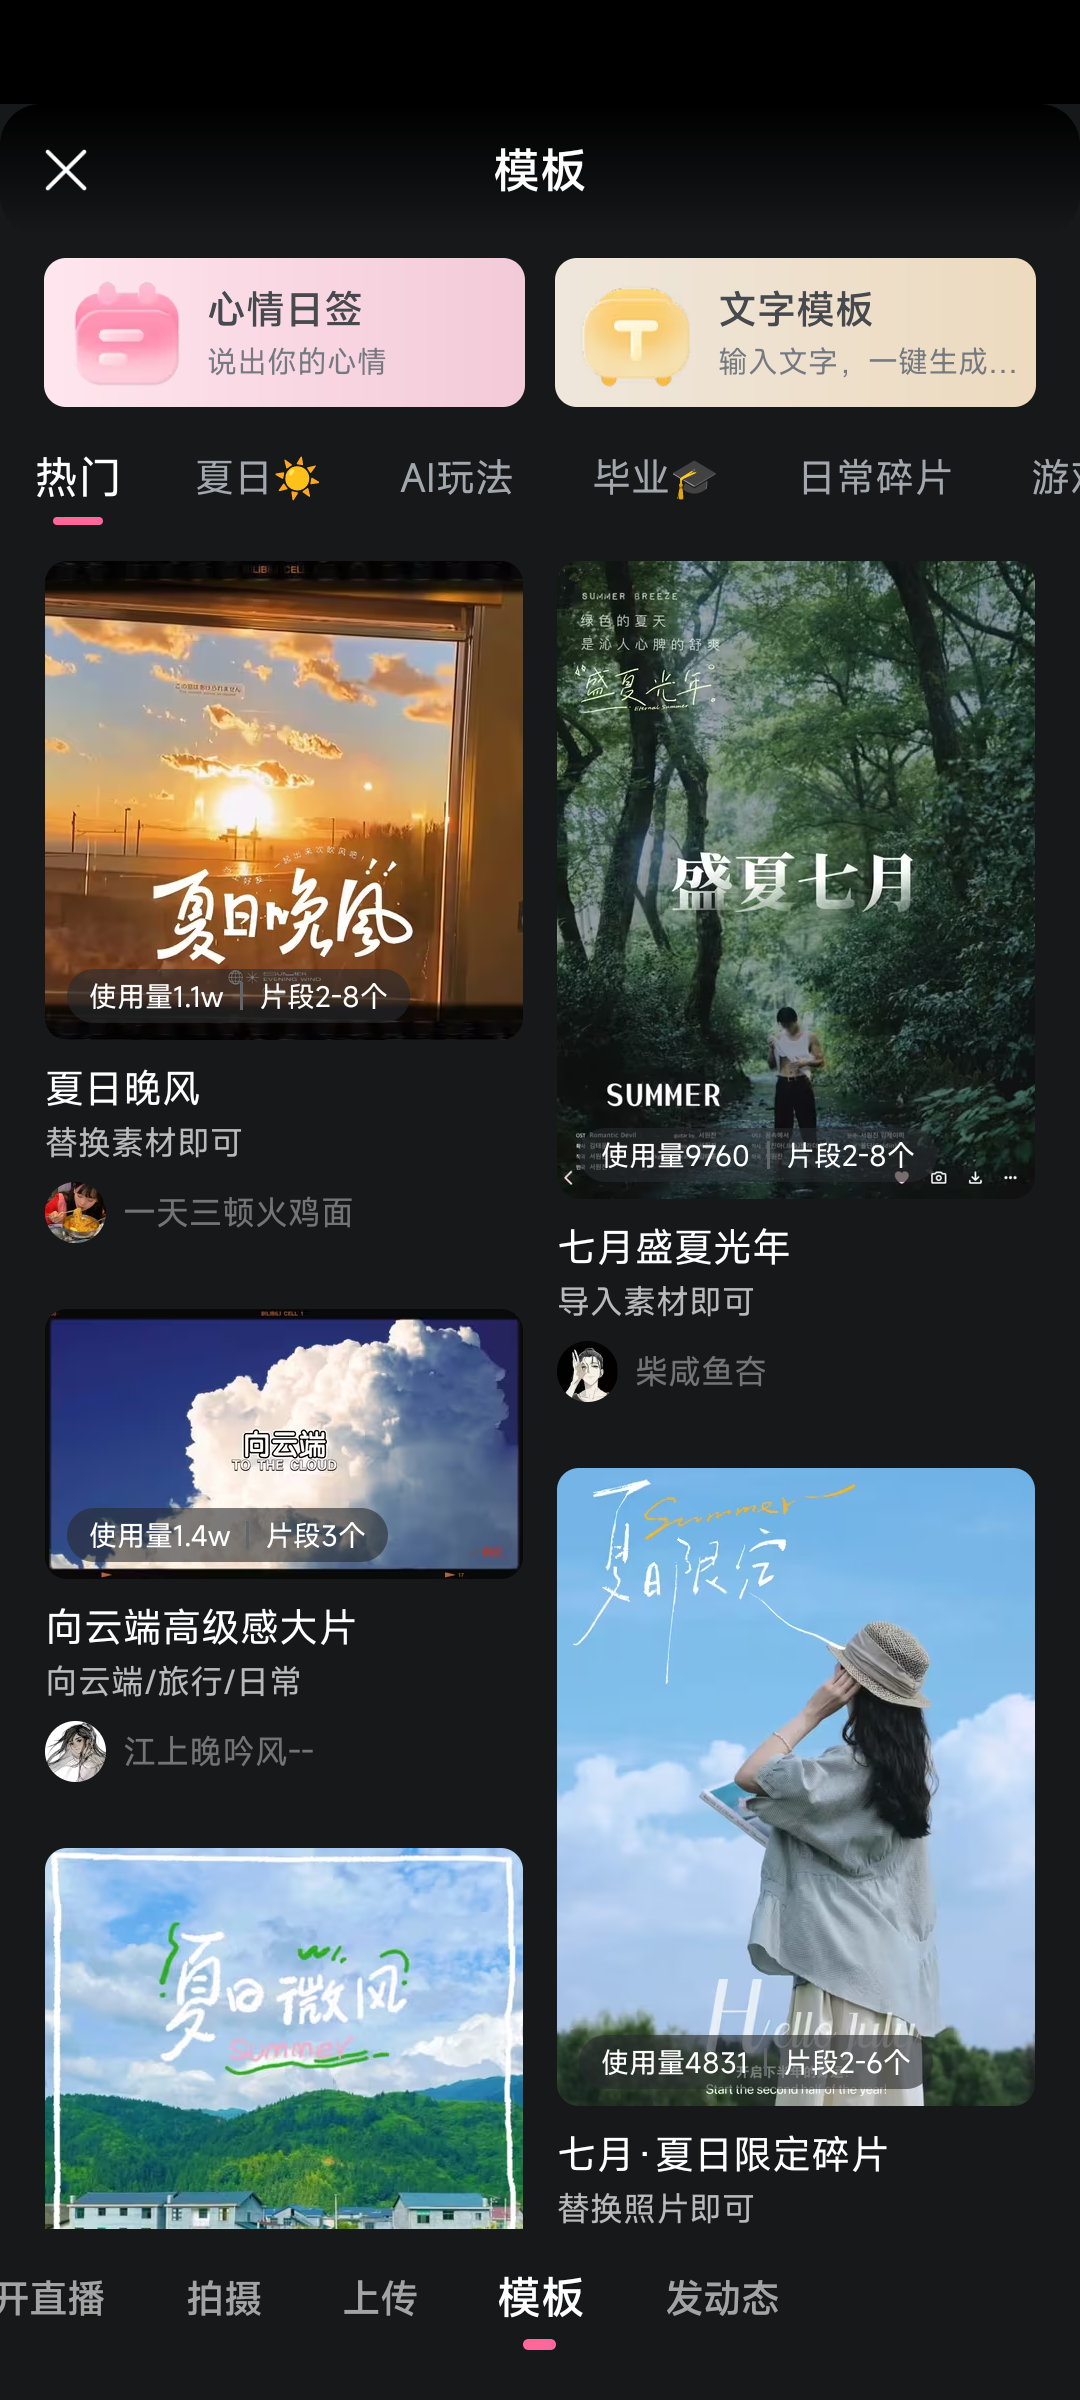 模板
心情日签
说出你的心情
文字模板
输入文字，一键生成...
热门
夏日☀️
AI玩法
毕业🎓
日常碎片
夏日晚风
使用量1.1w | 片段2-8个
夏日晚风
替换素材即可
一天三顿火鸡面
SUMMER BREEZE
绿色的夏天
是沁人心脾的舒爽
“盛夏光年”
Eternal Summer
盛夏七月
SUMMER
使用量9760 | 片段2-8个
七月盛夏光年
导入素材即可
柴咸鱼夻
向云端
TO THE CLOUD
使用量1.4w | 片段3个
向云端高级感大片
向云端/旅行/日常
江上晚吟风--
Summer
夏日限定
Hello July
使用量4831 | 片段2-6个
Start the second half of the year!
七月·夏日限定碎片
替换照片即可
夏日微风
Summer
开直播
拍摄
上传
模板
发动态